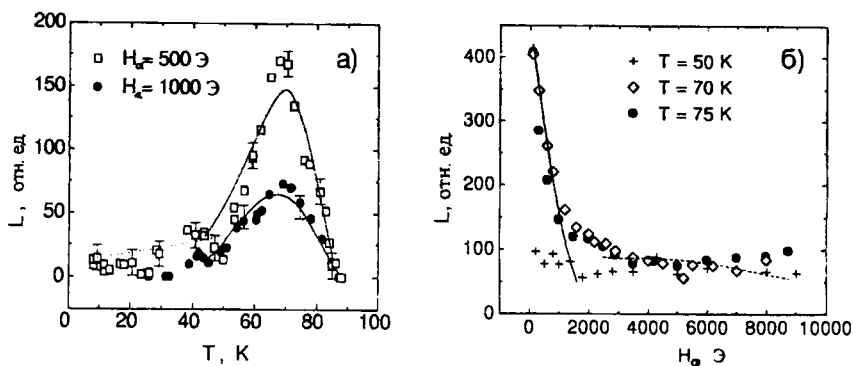 200
150
100
50
0
L, отн. ед.
0 20 40 60 80 100
T, K
Hα = 500 Э
H = 1000 Э
а)
400
300
200
100
0
L, отн. ед.
0 2000 4000 6000 8000 10000
H Э
T = 50 K
T = 70 K
T = 75 K
б)